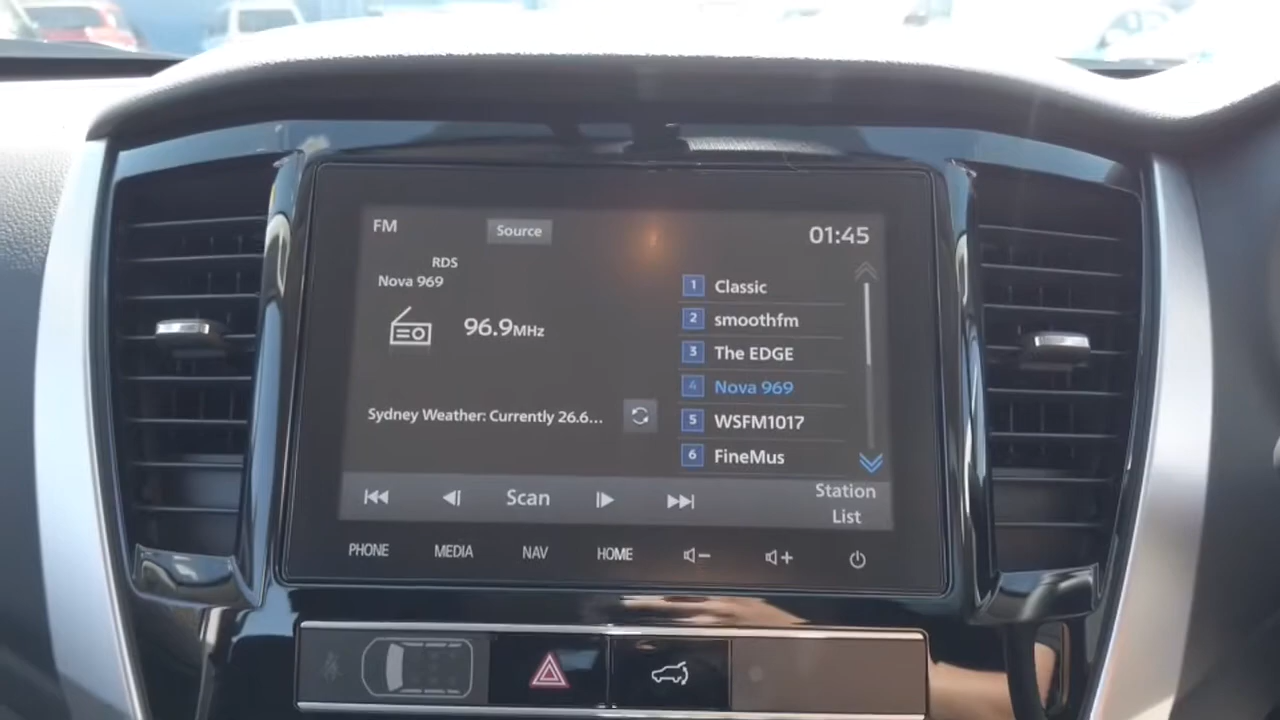 FM
Source
01:45
RDS
Nova 969
96.9MHz
Sydney Weather: Currently 26.6...
1 Classic
2 smoothfm
3 The EDGE
4 Nova 969
5 WSFM1017
6 FineMus
Scan
Station
List
PHONE
MEDIA
NAV
HOME